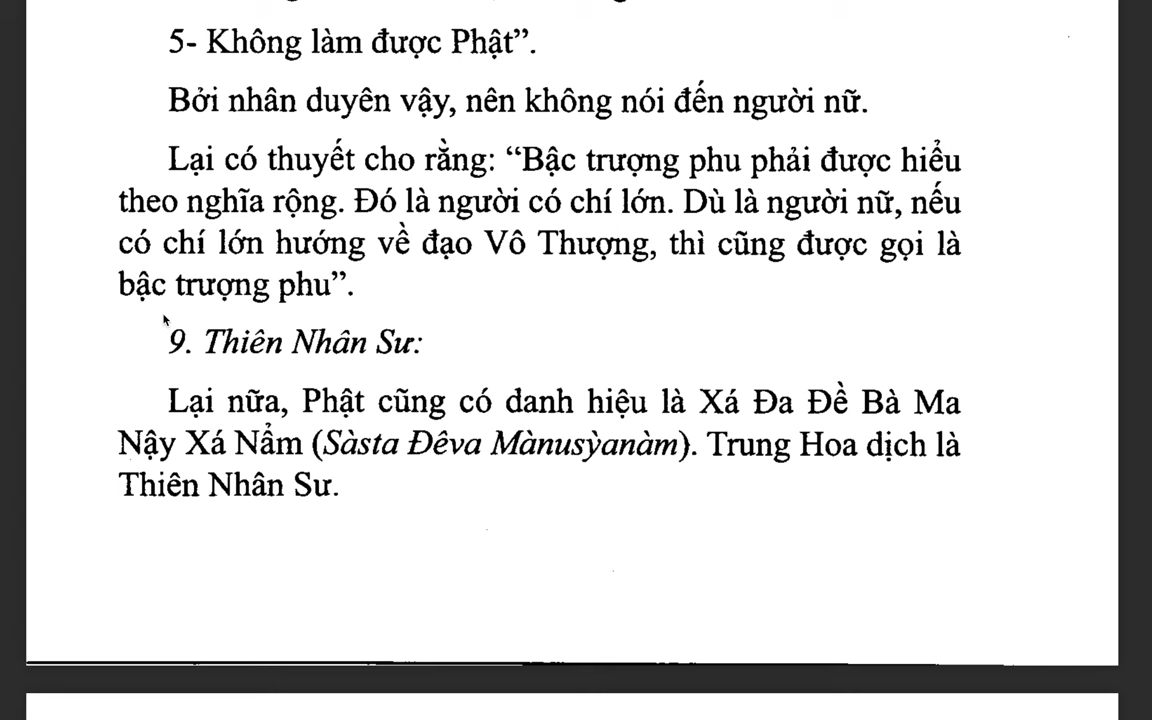 5- Không làm được Phật”.
Bởi nhân duyên vậy, nên không nói đến người nữ.
Lại có thuyết cho rằng: “Bậc trượng phu phải được hiểu
theo nghĩa rộng. Đó là người có chí lớn. Dù là người nữ, nếu
có chí lớn hướng về đạo Vô Thượng, thì cũng được gọi là
bậc trượng phu”.
9. Thiên Nhân Sư:
Lại nữa, Phật cũng có danh hiệu là Xá Đa Đề Bà Ma
Nậy Xá Nẩm (Sàsta Đêva Mànusỳanàm). Trung Hoa dịch là
Thiên Nhân Sư.